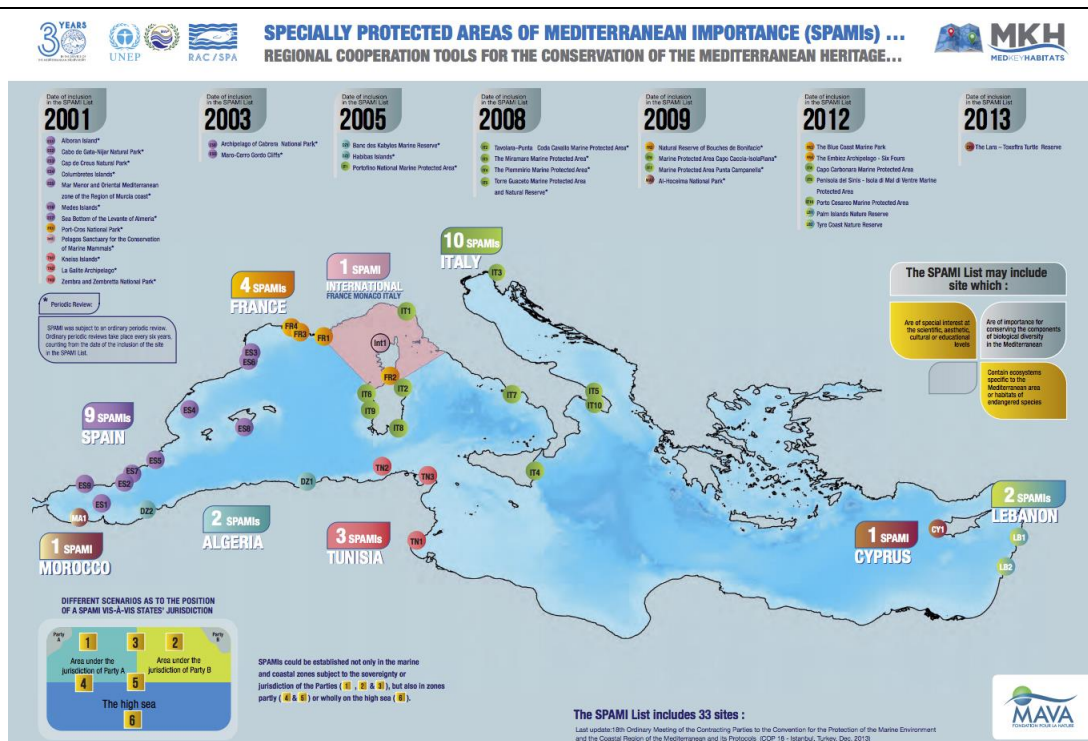 30 YEARS
UNEP
RAC/SPA
SPECIALLY PROTECTED AREAS OF MEDITERRANEAN IMPORTANCE (SPAMIs) ...
REGIONAL COOPERATION TOOLS FOR THE CONSERVATION OF THE MEDITERRANEAN HERITAGE...
MKH
MEDKEYHABITATS
Date of inclusion
in the SPAMI List
2001
Alboran Island*
Cabo de Gata-Nijar Natural Park*
Cap de Creus Natural Park*
Columbretes Islands*
Mar Menor and Oriental Mediterranean
zone of the Region of Murcia coast*
Medes Islands*
Sea Bottom of the Levante of Almeria*
Port-Cros National Park*
Pelagos Sanctuary for the Conservation
of Marine Mammals*
Kneiss Islands*
La Galite Archipelago*
Zembra and Zembretta National Park*
Date of inclusion
in the SPAMI List
2003
Archipelago of Cabrera National Park*
Maro-Cerro Gordo Cliffs*
Date of inclusion
in the SPAMI List
2005
Banc des Kabyles Marine Reserve*
Habibas Islands*
Portofino National Marine Protected Area*
Date of inclusion
in the SPAMI List
2008
Tavolara-Punta Coda Cavallo Marine Protected Area*
The Miramare Marine Protected Area*
The Plemmirio Marine Protected Area*
Torre Guaceto Marine Protected Area
and Natural Reserve*
Date of inclusion
in the SPAMI List
2009
Natural Reserve of Bouches de Bonifacio*
Marine Protected Area Capo Caccia-IsolaPiana*
Marine Protected Area Punta Campanella*
Al-Hoceima National Park*
Date of inclusion
in the SPAMI List
2012
The Blue Coast Marine Park
The Embiez Archipelago - Six Fours
Capo Carbonara Marine Protected Area
Penisola del Sinis - Isola di Mal di Ventre Marine
Protected Area
Porto Cesareo Marine Protected Area
Palm Islands Nature Reserve
Tyre Coast Nature Reserve
Date of inclusion
in the SPAMI List
2013
The Lara – Toxeftra Turtle Reserve
* Periodic Review:
SPAMI was subject to an ordinary periodic review.
Ordinary periodic reviews take place every six years,
counting from the date of the inclusion of the site
in the SPAMI List.
4 SPAMIs
FRANCE
1 SPAMI
INTERNATIONAL
FRANCE MONACO ITALY
10 SPAMIs
ITALY
9 SPAMIs
SPAIN
1 SPAMI
MOROCCO
2 SPAMIs
ALGERIA
3 SPAMIs
TUNISIA
1 SPAMI
CYPRUS
2 SPAMIs
LEBANON
IT3
IT1
FR4
FR3
FR1
Int1
ES3
ES6
FR2
IT2
IT6
IT9
IT7
IT5
IT10
ES4
ES8
IT8
ES5
ES7
ES2
ES9
ES1
MA1
DZ2
DZ1
TN2
TN3
IT4
TN1
CY1
LB1
LB2
The SPAMI List may include
site which :
Are of special interest at
the scientific, aesthetic,
cultural or educational
levels
Are of importance for
conserving the components
of biological diversity
in the Mediterranean
Contain ecosystems
specific to the
Mediterranean area
or habitats of
endangered species
DIFFERENT SCENARIOS AS TO THE POSITION
OF A SPAMI VIS-À-VIS STATES' JURISDICTION
Party
A
1
3
2
Party
B
Area under the
jurisdiction of Party A
Area under the
jurisdiction of Party B
4
5
The high sea
6
SPAMIs could be established not only in the marine
and coastal zones subject to the sovereignty or
jurisdiction of the Parties ( 1 , 2 & 3 ), but also in zones
partly ( 4 & 5 ) or wholly on the high sea ( 6 ).
The SPAMI List includes 33 sites :
Last update:18th Ordinary Meeting of the Contracting Parties to the Convention for the Protection of the Marine Environment
and the Coastal Region of the Mediterranean and its Protocols (COP 18 - Istanbul, Turkey, Dec. 2013)
MAVA
FONDATION POUR LA NATURE